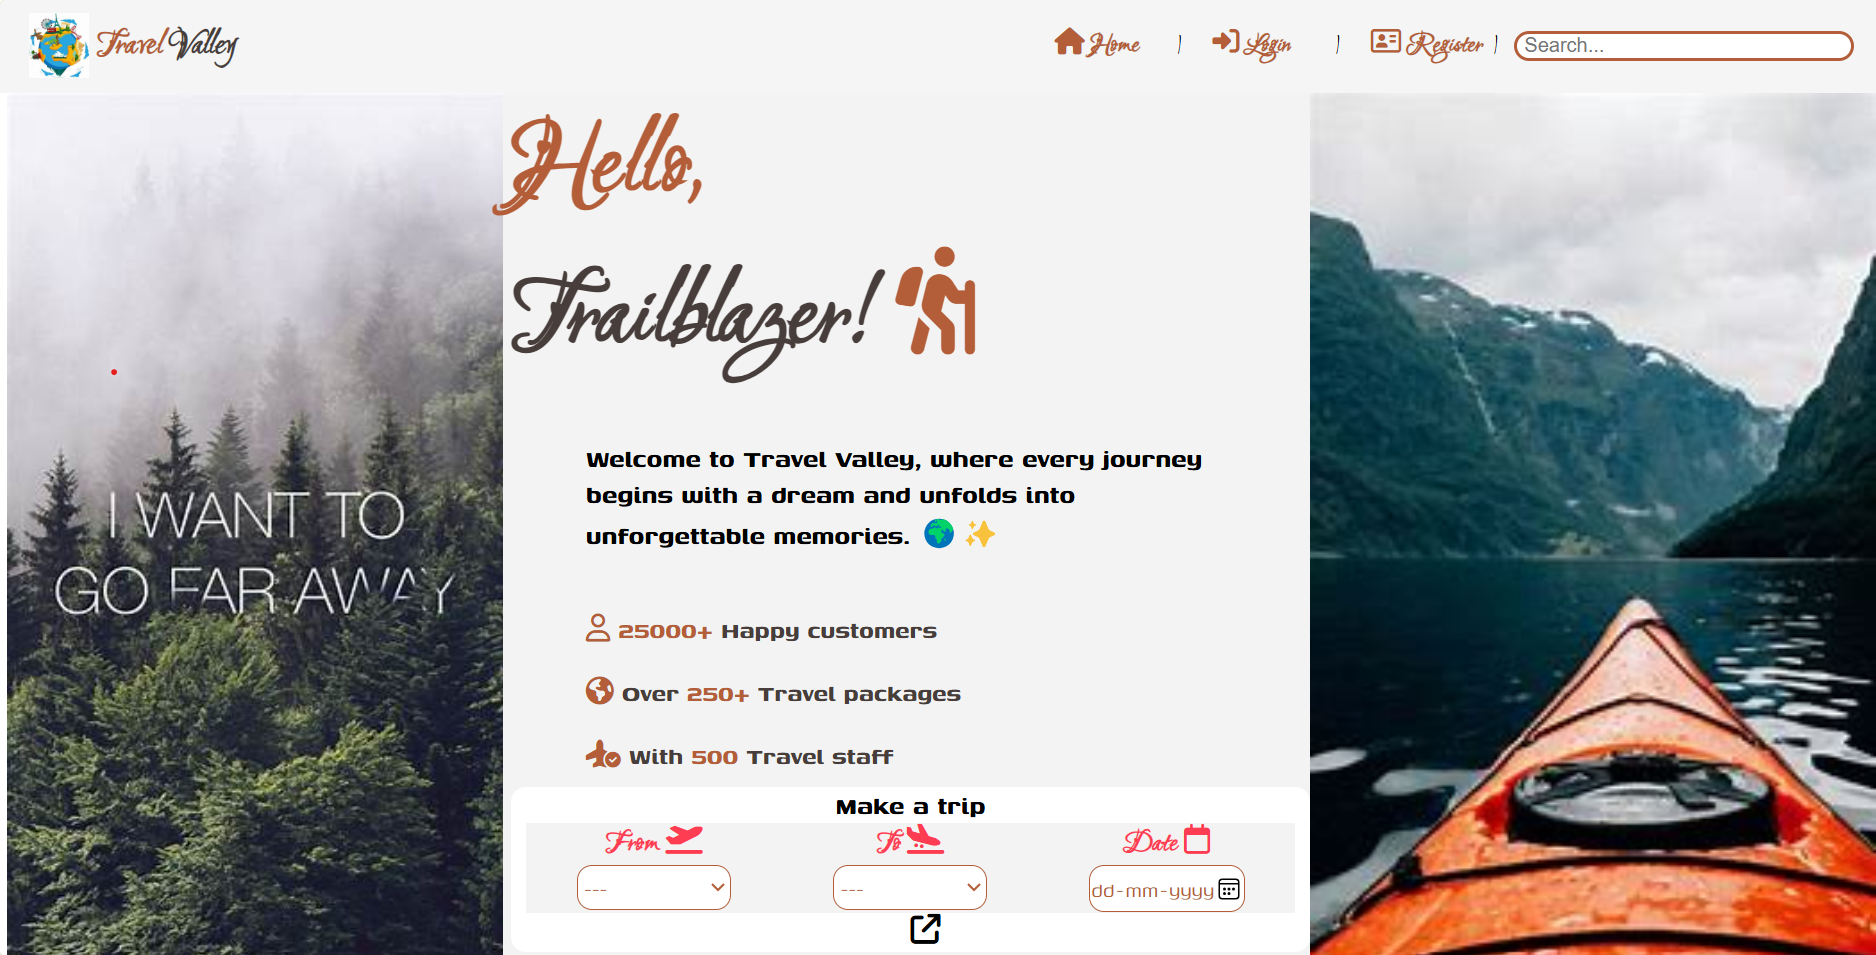 Travel Valley
Home | Login | Register | Search...
Hello,
Trailblazer!
I WANT TO
GO FAR AWAY
Welcome to Travel Valley, where every journey
begins with a dream and unfolds into
unforgettable memories. 🌍 ✨
25000+ Happy customers
Over 250+ Travel packages
With 500 Travel staff
Make a trip
From To Date
--- --- dd-mm-yyyy